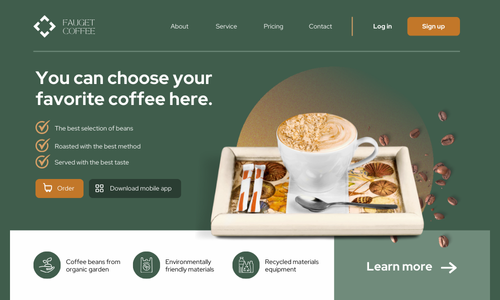 FAUGET
COFFEE
About
Service
Pricing
Contact
Log in
Sign up
You can choose your
favorite coffee here.
The best selection of beans
Roasted with the best method
Served with the best taste
Order
Download mobile app
Coffee beans from
organic garden
Environmentally
friendly materials
Recycled materials
equipment
Learn more